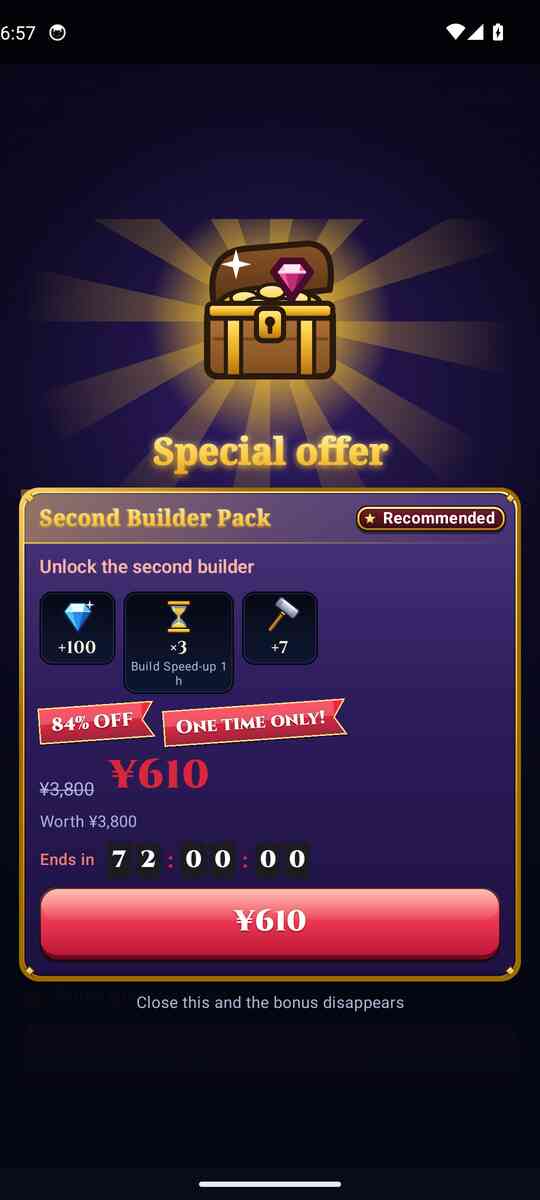 6:57
Special offer
Second Builder Pack
★ Recommended
Unlock the second builder
+100
×3
Build Speed-up 1
h
+7
84% OFF
ONE TIME ONLY!
¥3,800
¥610
Worth ¥3,800
Ends in 72:00:00
¥610
Close this and the bonus disappears